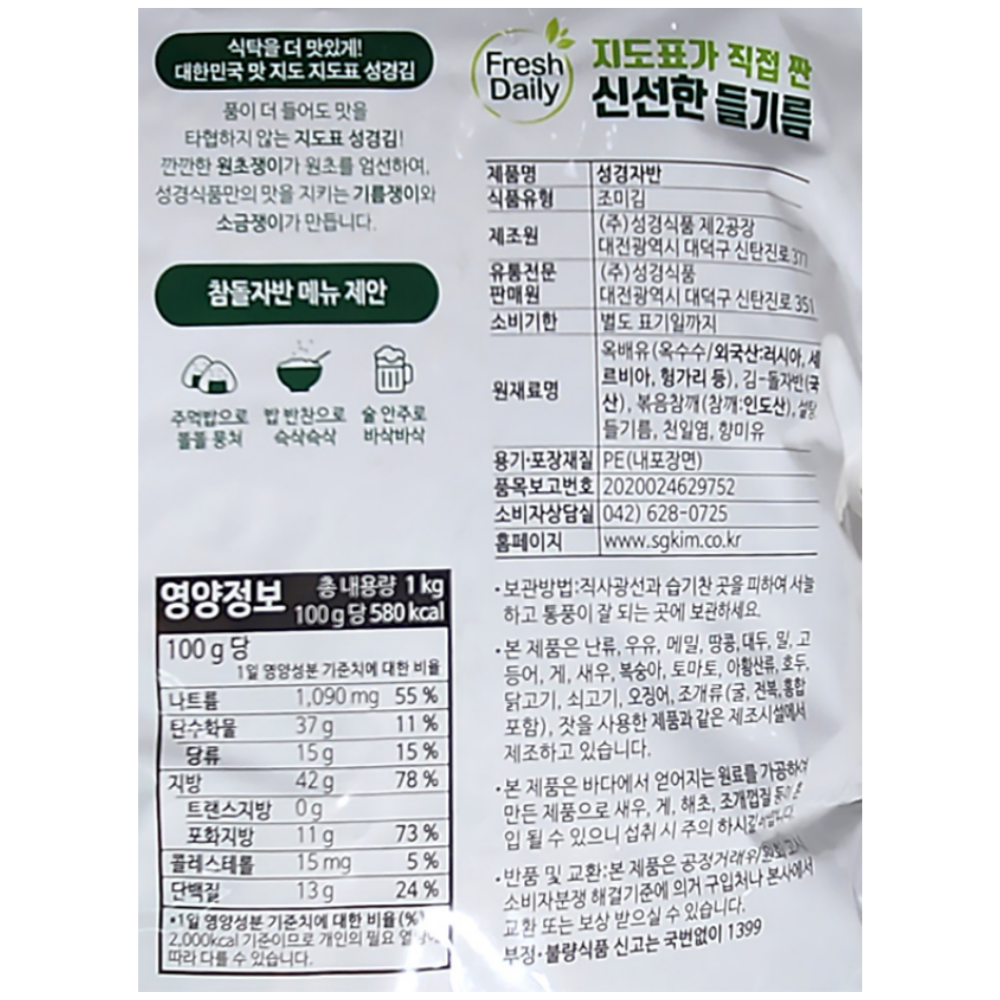 식탁을 더 맛있게!
대한민국 맛 지도 지도표 성경김
품이 더 들어도 맛을
타협하지 않는 지도표 성경김!
깐깐한 원초쟁이가 원초를 엄선하여,
성경식품만의 맛을 지키는 기름쟁이와
소금쟁이가 만듭니다.
참돌자반 메뉴 제안
주먹밥으로
똘똘 뭉쳐
밥 반찬으로
슥삭슥삭
술 안주로
바삭바삭
영양정보
총 내용량 1 kg
100 g 당 580 kcal
100 g 당
1일 영양성분 기준치에 대한 비율
나트륨 1,090 mg 55 %
탄수화물 37 g 11 %
당류 15 g 15 %
지방 42 g 78 %
트랜스지방 0 g
포화지방 11 g 73 %
콜레스테롤 15 mg 5 %
단백질 13 g 24 %
•1일 영양성분 기준치에 대한 비율(%)
2,000kcal 기준이므로 개인의 필요
따라 다를 수 있습니다.
Fresh
Daily
지도표가 직접 짠
신선한 들기름
제품명 성경자반
식품유형 조미김
제조원 (주)성경식품 제2공장
대전광역시 대덕구 신탄진로 377
유통전문
판매원
(주)성경식품
대전광역시 대덕구 신탄진로 351
소비기한 별도 표기일까지
원재료명
옥배유(옥수수/외국산:러시아, 세
르비아, 헝가리 등), 김-돌자반(국
산), 볶음참깨(참깨:인도산), 설탕
들기름, 천일염, 향미유
용기·포장재질 PE(내포장면)
품목보고번호 2020024629752
소비자상담실 042) 628-0725
홈페이지 www.sgkim.co.kr
•보관방법:직사광선과 습기찬 곳을 피하여 서늘
하고 통풍이 잘 되는 곳에 보관하세요.
•본 제품은 난류, 우유, 메밀, 땅콩, 대두, 밀, 고
등어, 게, 새우, 복숭아, 토마토, 아황산류, 호두,
닭고기, 쇠고기, 오징어, 조개류(굴, 전복, 홍합
포함), 잣을 사용한 제품과 같은 제조시설에서
제조하고 있습니다.
•본 제품은 바다에서 얻어지는 원료를 가공하여
만든 제품으로 새우, 게, 해초, 조개껍질 등이 혼
입 될 수 있으니 섭취 시 주의 하시길
•반품 및 교환:본 제품은 공정거래위원회고시
소비자분쟁 해결기준에 의거 구입처나 본사에서
교환 또는 보상 받으실 수 있습니다.
부정·불량식품 신고는 국번없이 1399